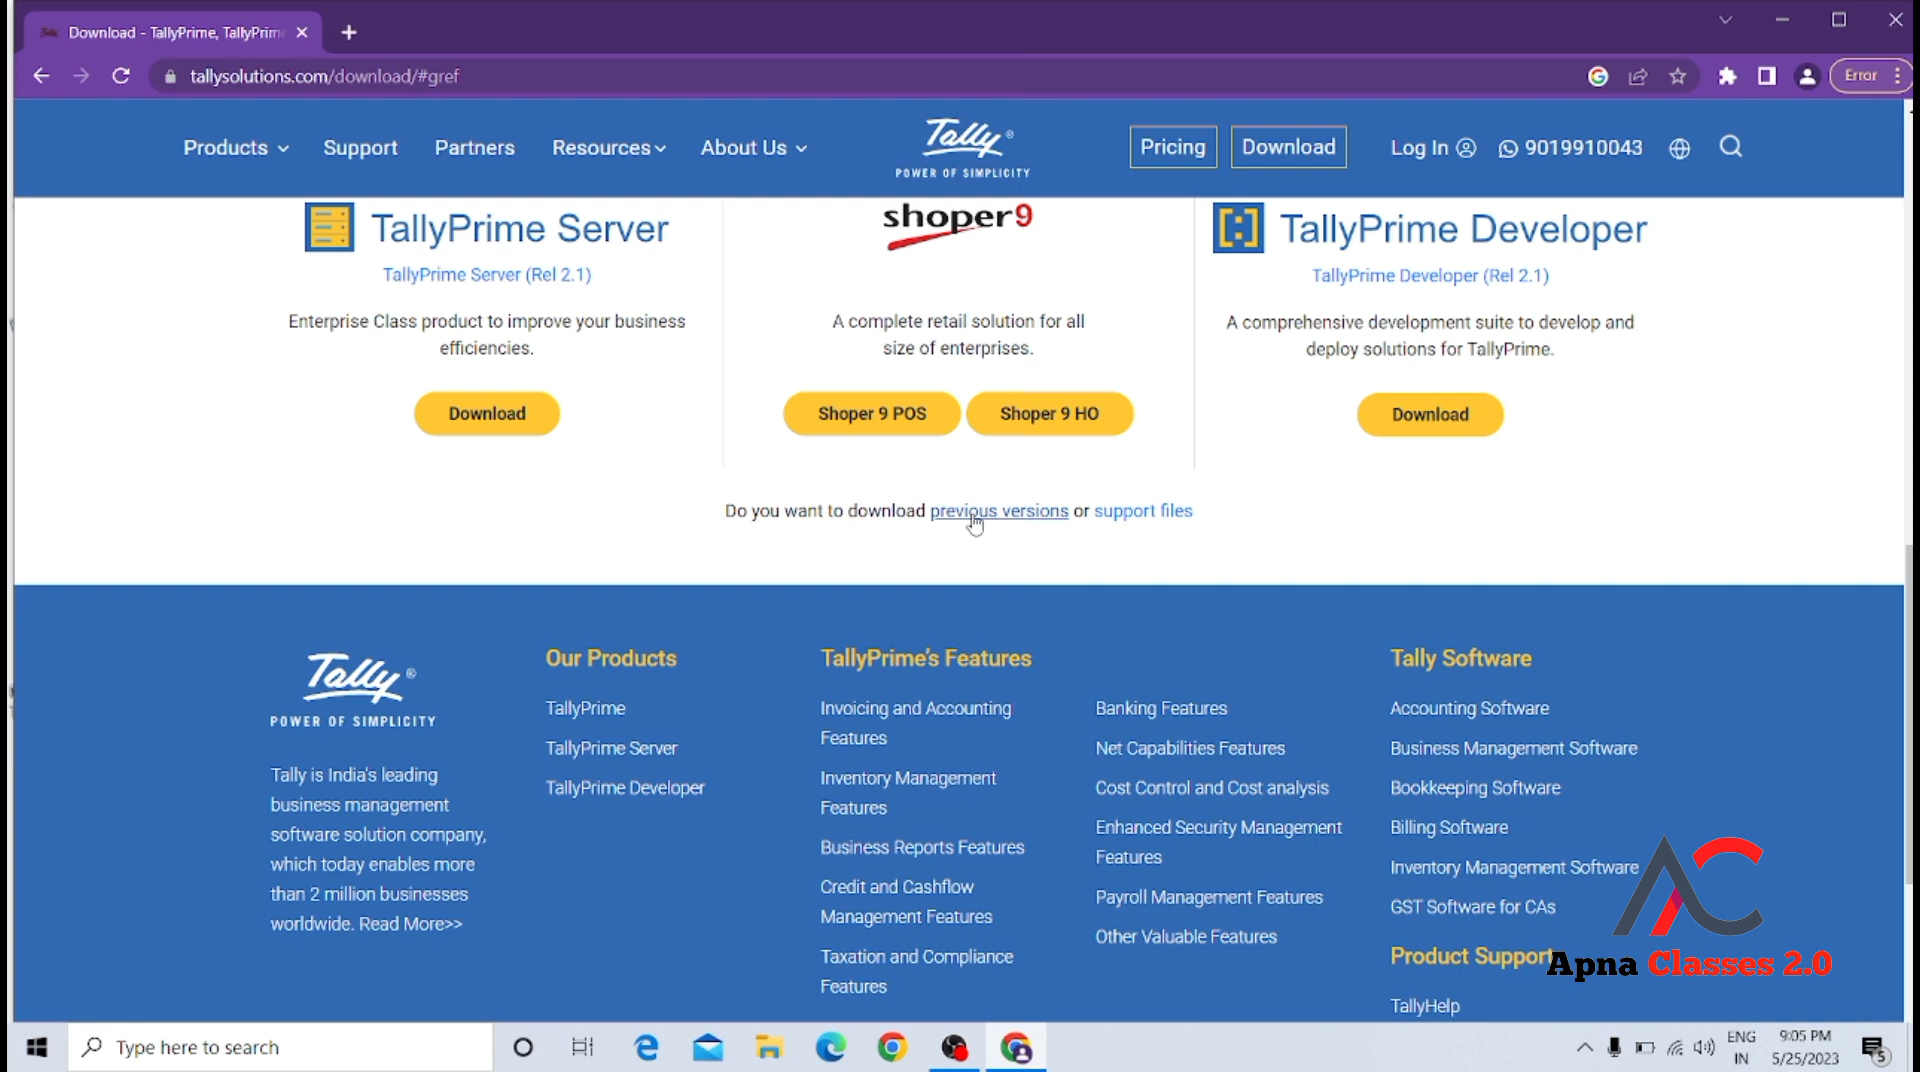 Download - TallyPrime, TallyPrime
tallysolutions.com/download/#gref
Error
Products
Support
Partners
Resources
About Us
Tally®
POWER OF SIMPLICITY
Pricing
Download
Log In
9019910043
TallyPrime Server
TallyPrime Server (Rel 2.1)
Enterprise Class product to improve your business
efficiencies.
Download
shoper9
A complete retail solution for all
size of enterprises.
Shoper 9 POS
Shoper 9 HO
TallyPrime Developer
TallyPrime Developer (Rel 2.1)
A comprehensive development suite to develop and
deploy solutions for TallyPrime.
Download
Do you want to download previous versions or support files
Tally®
POWER OF SIMPLICITY
Tally is India's leading
business management
software solution company,
which today enables more
than 2 million businesses
worldwide. Read More>>
Our Products
TallyPrime
TallyPrime Server
TallyPrime Developer
TallyPrime's Features
Invoicing and Accounting
Features
Inventory Management
Features
Business Reports Features
Credit and Cashflow
Management Features
Taxation and Compliance
Features
Banking Features
Net Capabilities Features
Cost Control and Cost analysis
Enhanced Security Management
Features
Payroll Management Features
Other Valuable Features
Tally Software
Accounting Software
Business Management Software
Bookkeeping Software
Billing Software
Inventory Management Software
GST Software for CAs
Product Support
TallyHelp
AC
Apna Classes 2.0
Type here to search
ENG
IN
9:05 PM
5/25/2023
5